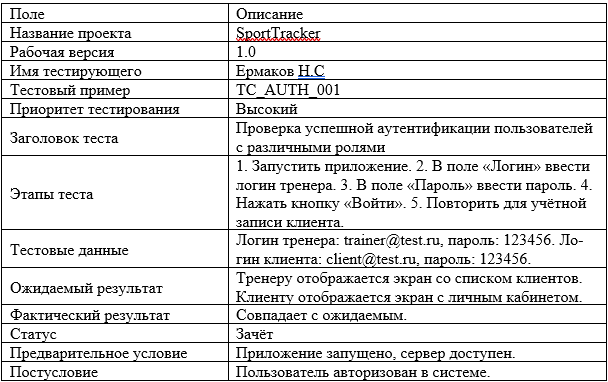 Поле Описание
Название проекта SportTracker
Рабочая версия 1.0
Имя тестирующего Ермаков Н.С
Тестовый пример TC_AUTH_001
Приоритет тестирования Высокий
Заголовок теста Проверка успешной аутентификации пользователей
с различными ролями
Этапы теста 1. Запустить приложение. 2. В поле «Логин» ввести
логин тренера. 3. В поле «Пароль» ввести пароль. 4.
Нажать кнопку «Войти». 5. Повторить для учётной
записи клиента.
Тестовые данные Логин тренера: trainer@test.ru, пароль: 123456. Ло-
гин клиента: client@test.ru, пароль: 123456.
Ожидаемый результат Тренеру отображается экран со списком клиентов.
Клиенту отображается экран с личным кабинетом.
Фактический результат Совпадает с ожидаемым.
Статус Зачёт
Предварительное условие Приложение запущено, сервер доступен.
Постусловие Пользователь авторизован в системе.